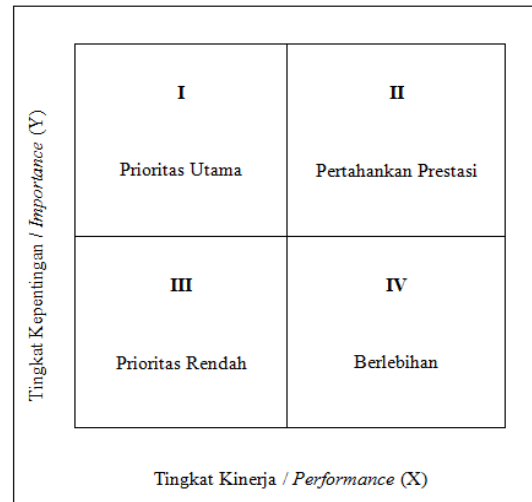 Tingkat Kepentingan / Importance (Y)
I
II
Prioritas Utama
Pertahankan Prestasi
III
IV
Prioritas Rendah
Berlebihan
Tingkat Kinerja / Performance (X)